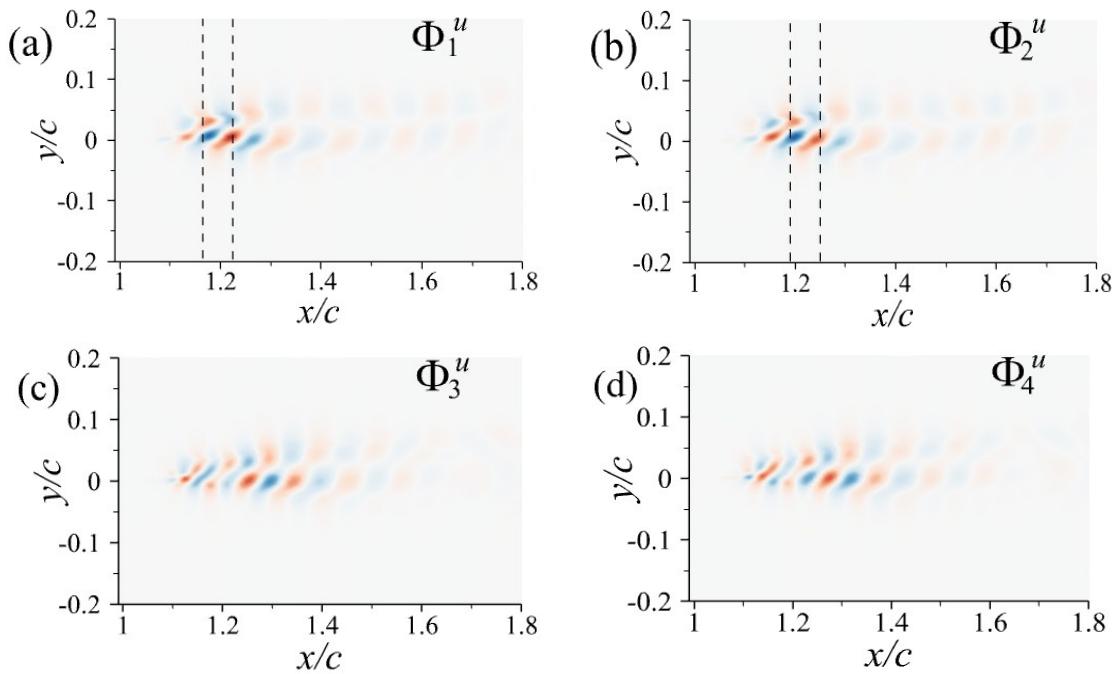 (a) 0.2 0.1 0 -0.1 -0.2
y/c
Φ₁ᵘ
1 1.2 1.4 1.6 1.8
x/c
(b) 0.2 0.1 0 -0.1 -0.2
y/c
Φ₂ᵘ
1 1.2 1.4 1.6 1.8
x/c
(c) 0.2 0.1 0 -0.1 -0.2
y/c
Φ₃ᵘ
1 1.2 1.4 1.6 1.8
x/c
(d) 0.2 0.1 0 -0.1 -0.2
y/c
Φ₄ᵘ
1 1.2 1.4 1.6 1.8
x/c